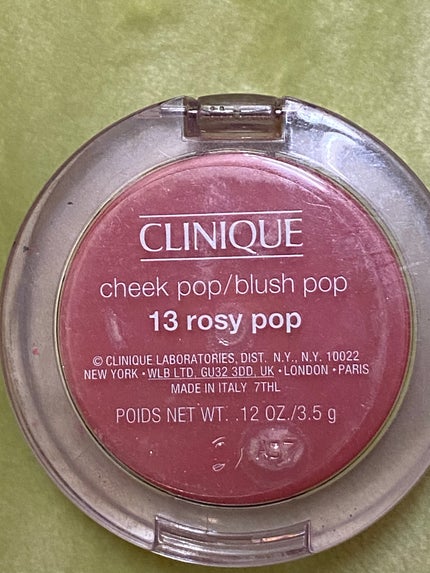 CLINIQUE
cheek pop/blush pop
13 rosy pop
© CLINIQUE LABORATORIES, DIST. N.Y., N.Y. 10022
NEW YORK • WLB LTD, GU32 3DD, UK • LONDON • PARIS
MADE IN ITALY 7THL
POIDS NET WT. .12 OZ./3.5 g